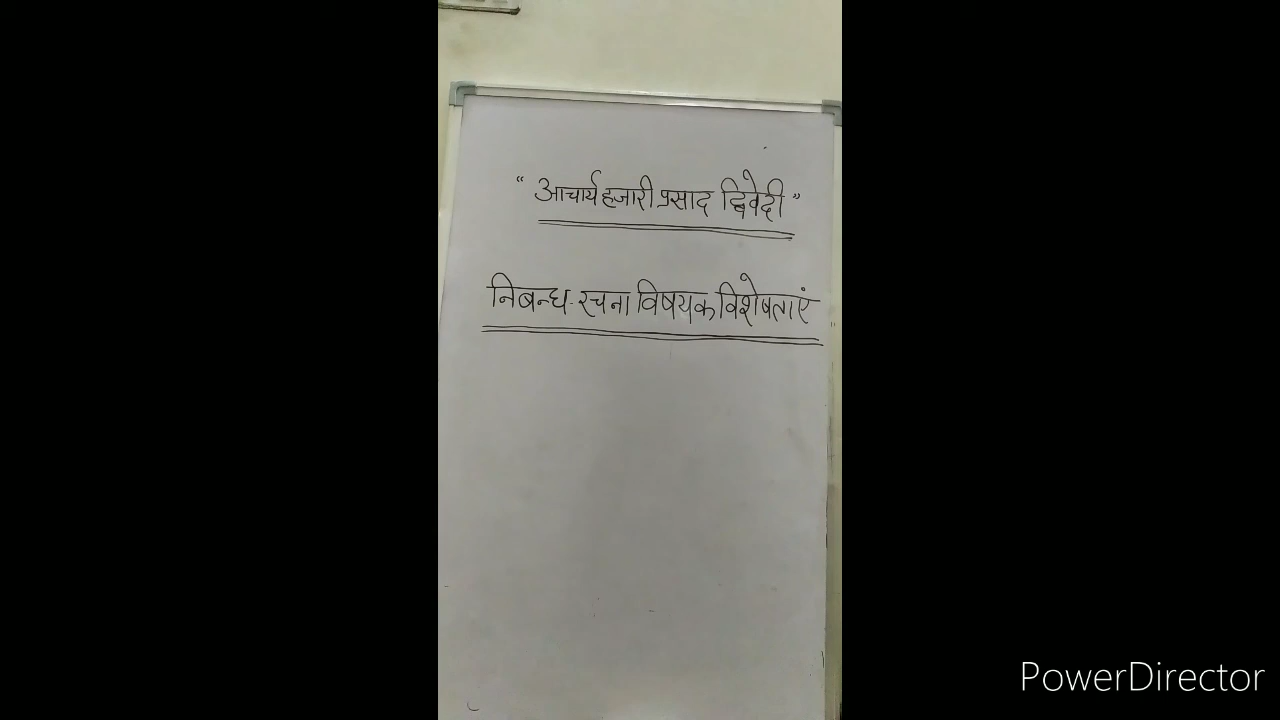 “आचार्य हजारी प्रसाद द्विवेदी”
निबन्ध-रचना विषयक विशेषताएं
PowerDirector